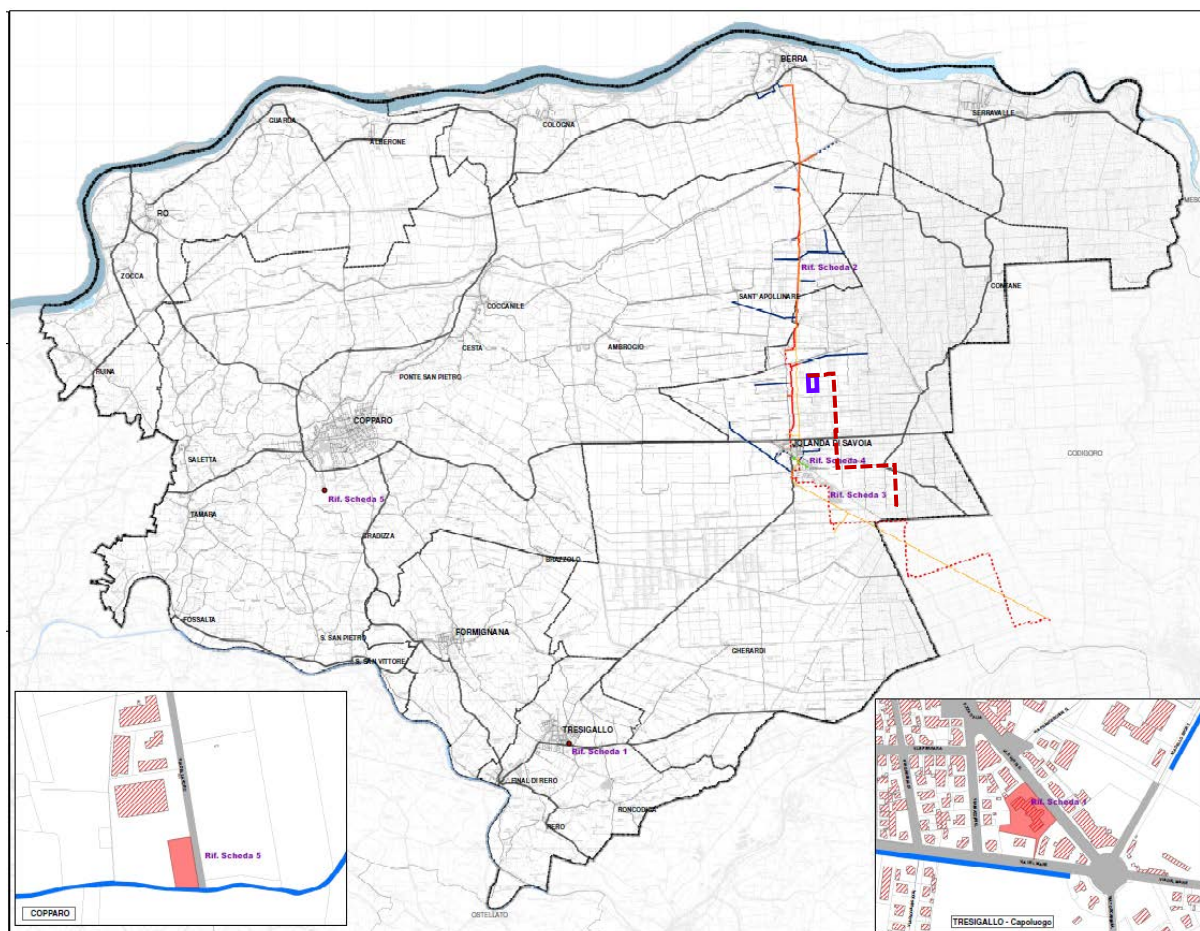 BERRA
SERRAVALLE
GUARDA
COLOGNA
ALBERONE
RO
ZOCCA
Rif. Scheda 2
CONTANE
SANT' APOLLINARE
COCCANILE
CESTA
AMBROGIO
RUINA
PONTE SAN PIETRO
COPPARO
JOLANDA DI SAVOIA
CODIGORO
SALETTA
Rif. Scheda 4
Rif. Scheda 5
Rif. Scheda 3
TAMARA
GRADIZZA
BRAZZOLO
FOSSALTA
S. SAN PIETRO
FORMIGNANA
S. SAN VITTORE
GHERARDI
TRESIGALLO
Rif. Scheda 1
FINAL DI RERO
RONCODIGA
RERO
OSTELLATO
Rif. Scheda 5
COPPARO
Rif. Scheda 1
TRESIGALLO - Capoluogo